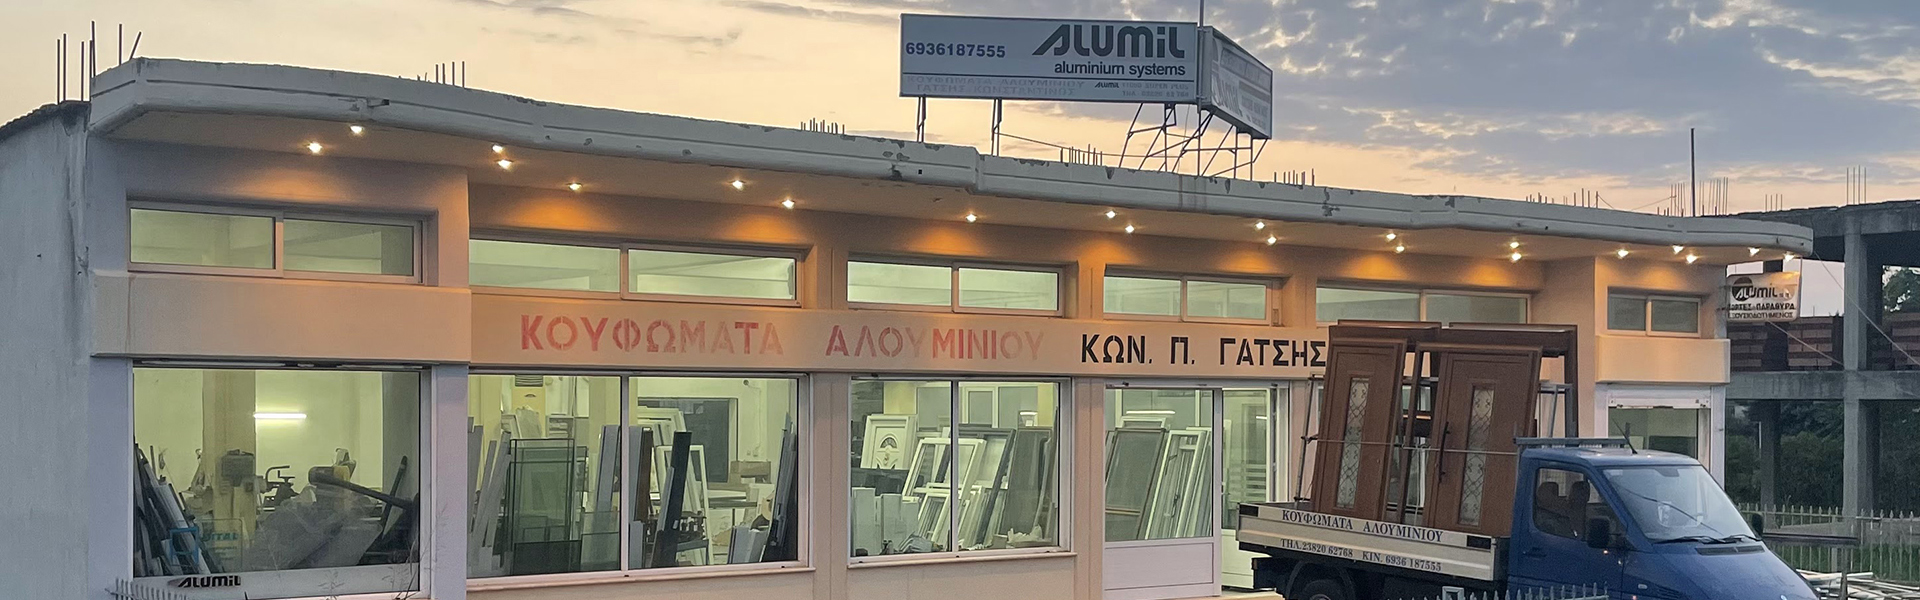 6936187555
ALUMIL
aluminium systems
ΚΟΥΦΩΜΑΤΑ ΑΛΟΥΜΙΝΙΟΥ
ΓΑΤΣΗΣ ΚΩΝΣΤΑΝΤΙΝΟΣ
ALUMIL
ΠΟΡΤΕΣ - ΠΑΡΑΘΥΡΑ
ΕΞΟΥΣΙΟΔΟΤΗΜΕΝΟΣ
ΚΟΥΦΩΜΑΤΑ ΑΛΟΥΜΙΝΙΟΥ ΚΩΝ. Π. ΓΑΤΣΗΣ
ΚΟΥΦΩΜΑΤΑ ΑΛΟΥΜΙΝΙΟΥ
ΤΗΛ. 23820 62768 ΚΙΝ. 6936 187555
ALUMIL